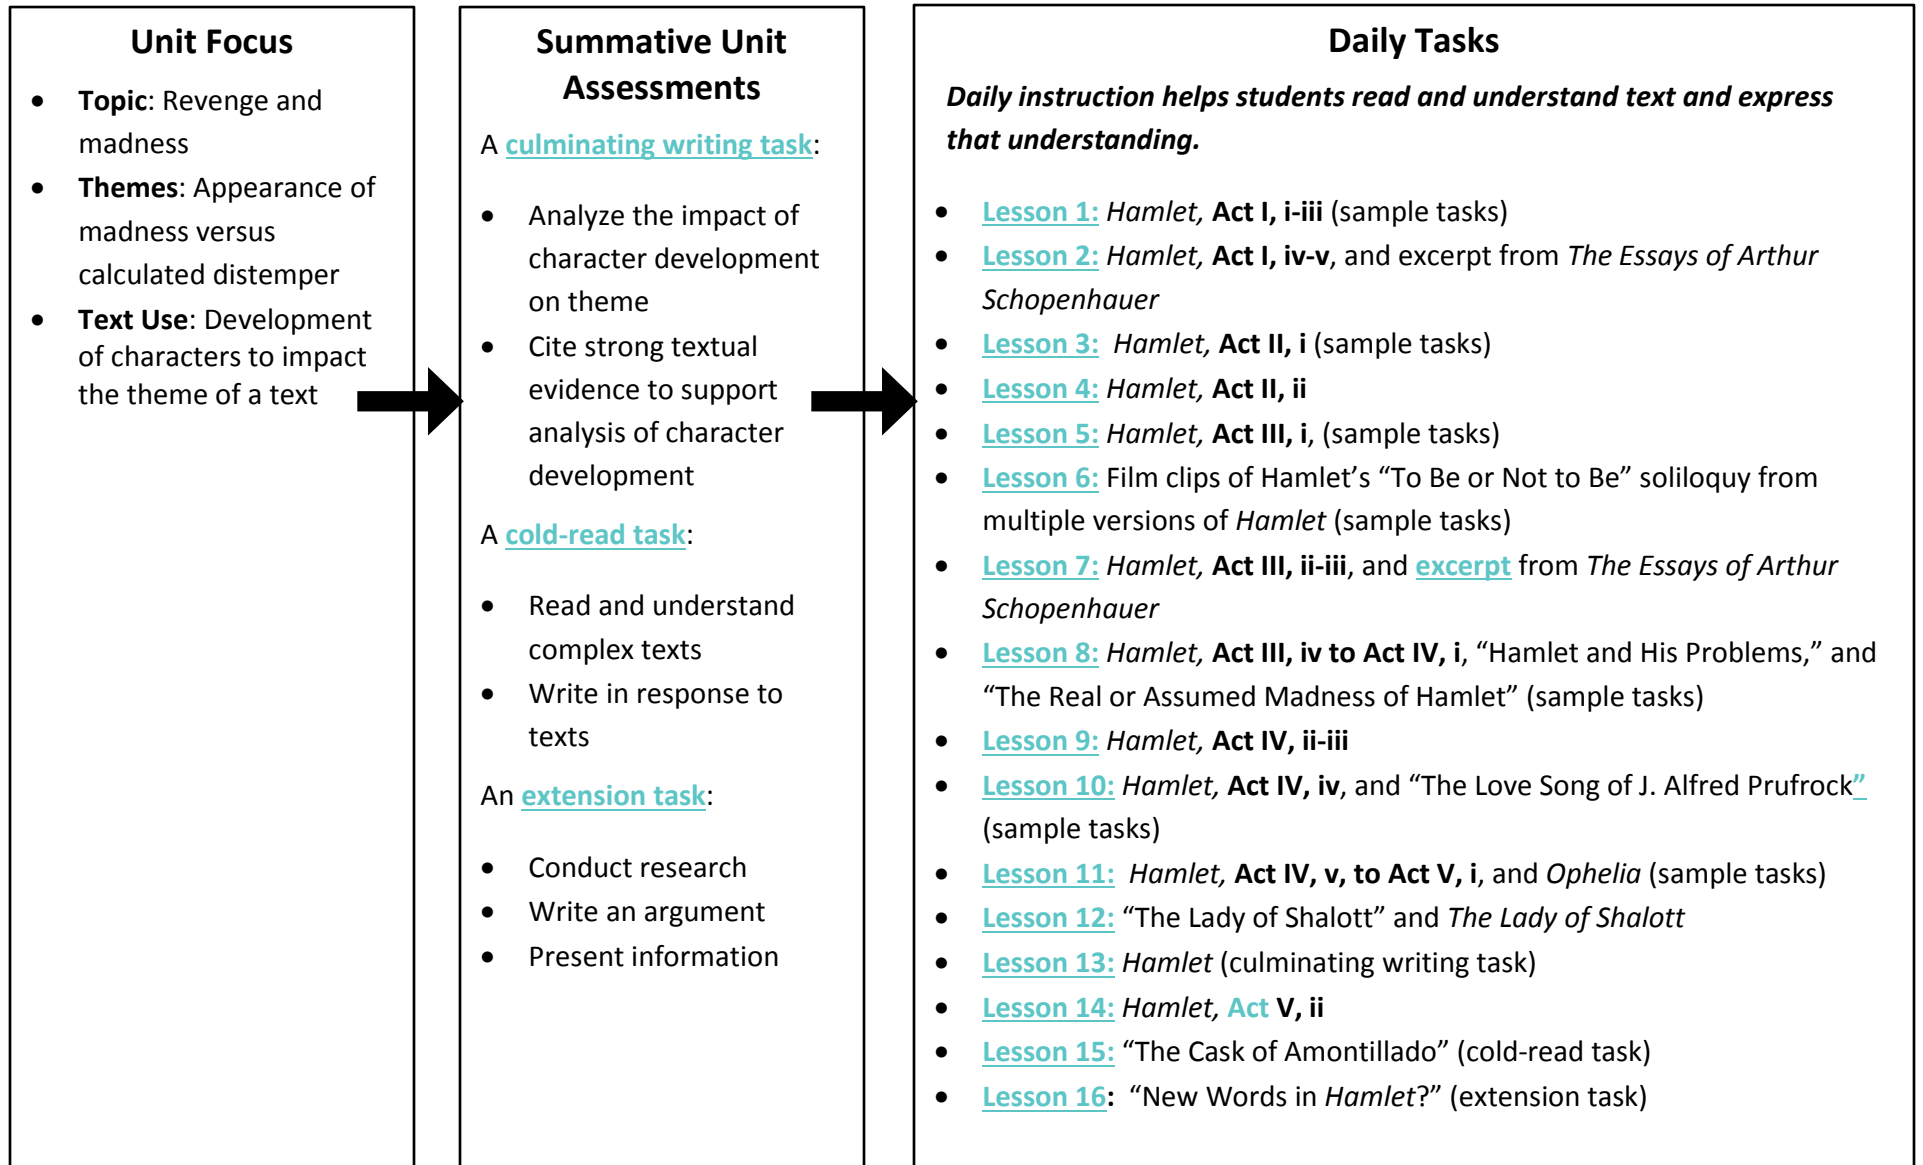 Unit Focus
• Topic: Revenge and
madness
• Themes: Appearance of
madness versus
calculated distemper
• Text Use: Development
of characters to impact
the theme of a text
Summative Unit
Assessments
A culminating writing task:
• Analyze the impact of
character development
on theme
• Cite strong textual
evidence to support
analysis of character
development
A cold-read task:
• Read and understand
complex texts
• Write in response to
texts
An extension task:
• Conduct research
• Write an argument
• Present information
Daily Tasks
Daily instruction helps students read and understand text and express
that understanding.
• Lesson 1: Hamlet, Act I, i-iii (sample tasks)
• Lesson 2: Hamlet, Act I, iv-v, and excerpt from The Essays of Arthur
Schopenhauer
• Lesson 3: Hamlet, Act II, i (sample tasks)
• Lesson 4: Hamlet, Act II, ii
• Lesson 5: Hamlet, Act III, i, (sample tasks)
• Lesson 6: Film clips of Hamlet’s “To Be or Not to Be” soliloquy from
multiple versions of Hamlet (sample tasks)
• Lesson 7: Hamlet, Act III, ii-iii, and excerpt from The Essays of Arthur
Schopenhauer
• Lesson 8: Hamlet, Act III, iv to Act IV, i, “Hamlet and His Problems,” and
“The Real or Assumed Madness of Hamlet” (sample tasks)
• Lesson 9: Hamlet, Act IV, ii-iii
• Lesson 10: Hamlet, Act IV, iv, and “The Love Song of J. Alfred Prufrock”
(sample tasks)
• Lesson 11: Hamlet, Act IV, v, to Act V, i, and Ophelia (sample tasks)
• Lesson 12: “The Lady of Shalott” and The Lady of Shalott
• Lesson 13: Hamlet (culminating writing task)
• Lesson 14: Hamlet, Act V, ii
• Lesson 15: “The Cask of Amontillado” (cold-read task)
• Lesson 16: “New Words in Hamlet?” (extension task)